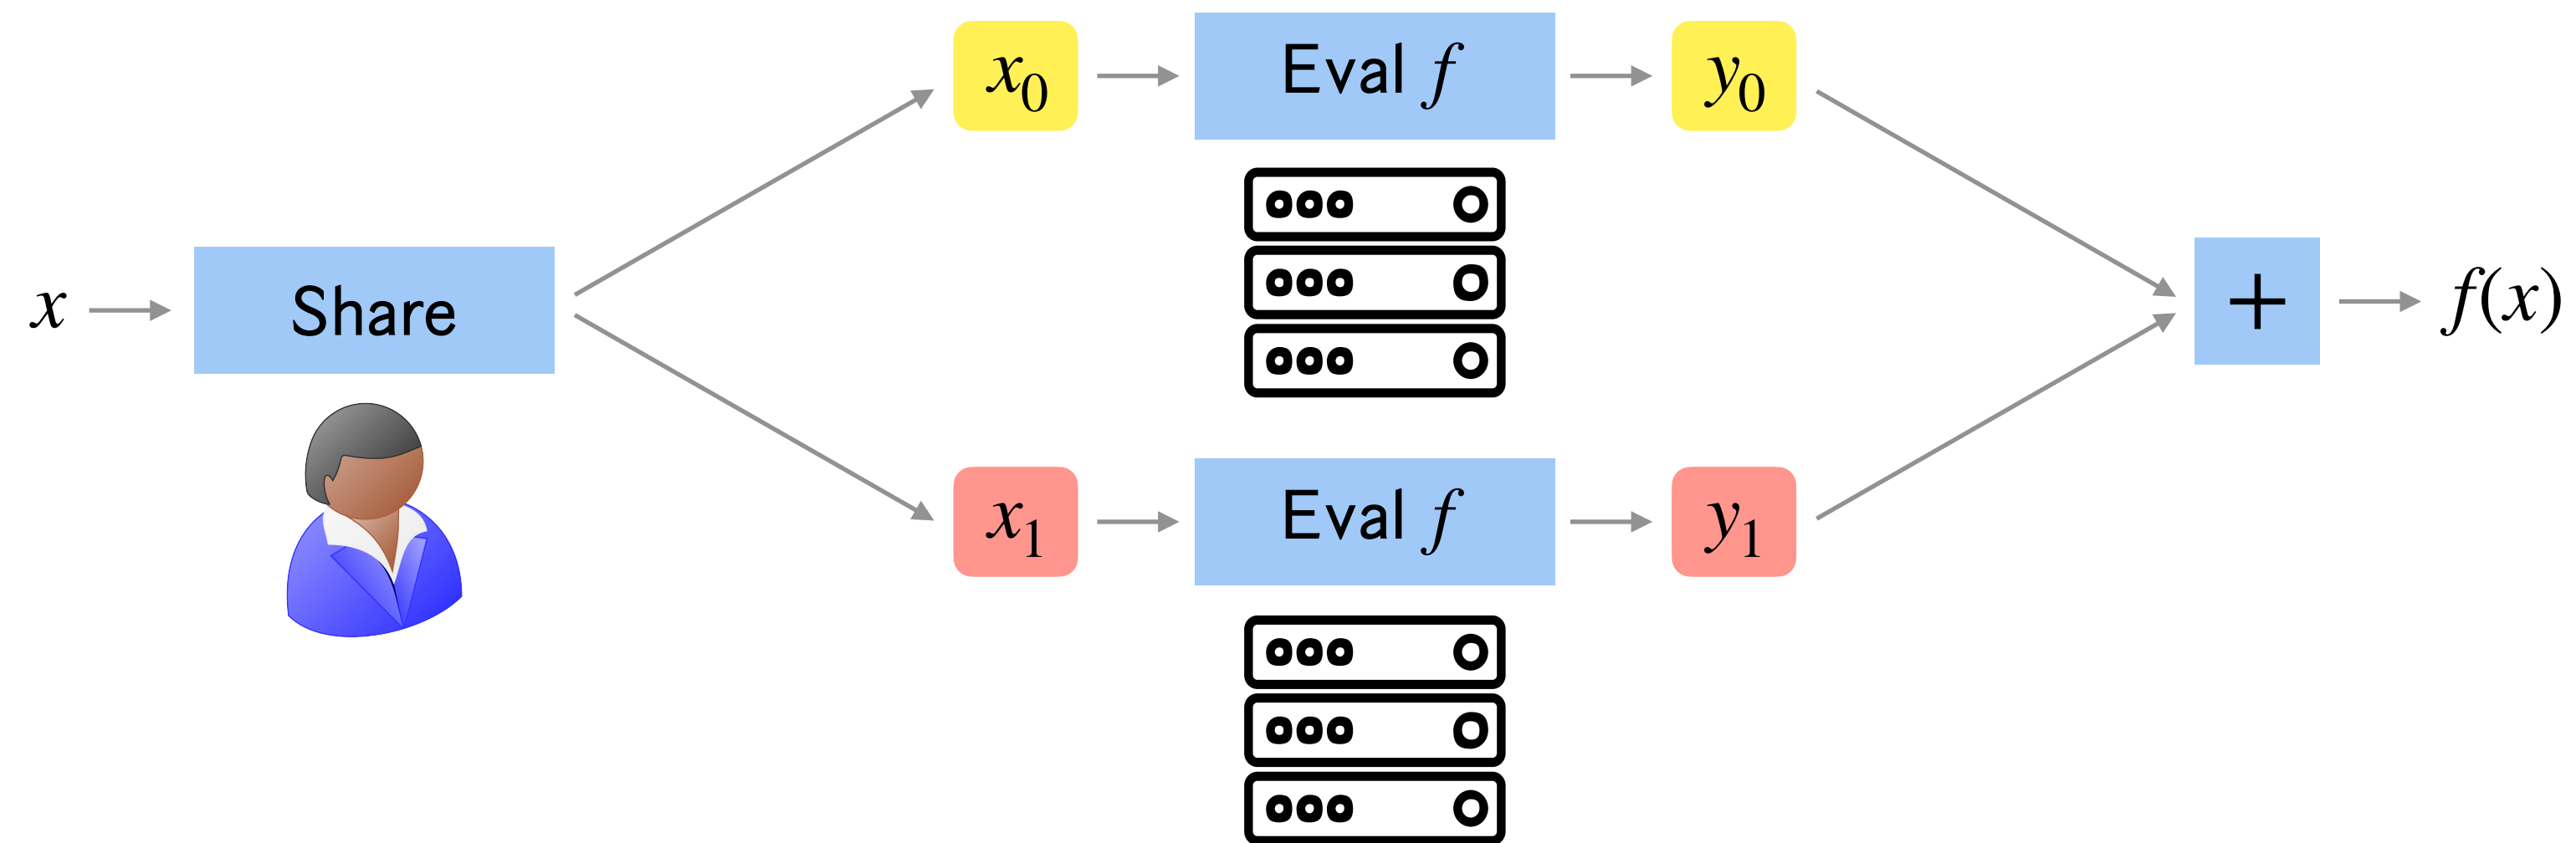 x
Share
x₀
Eval f
y₀
x₁
Eval f
y₁
+
f(x)